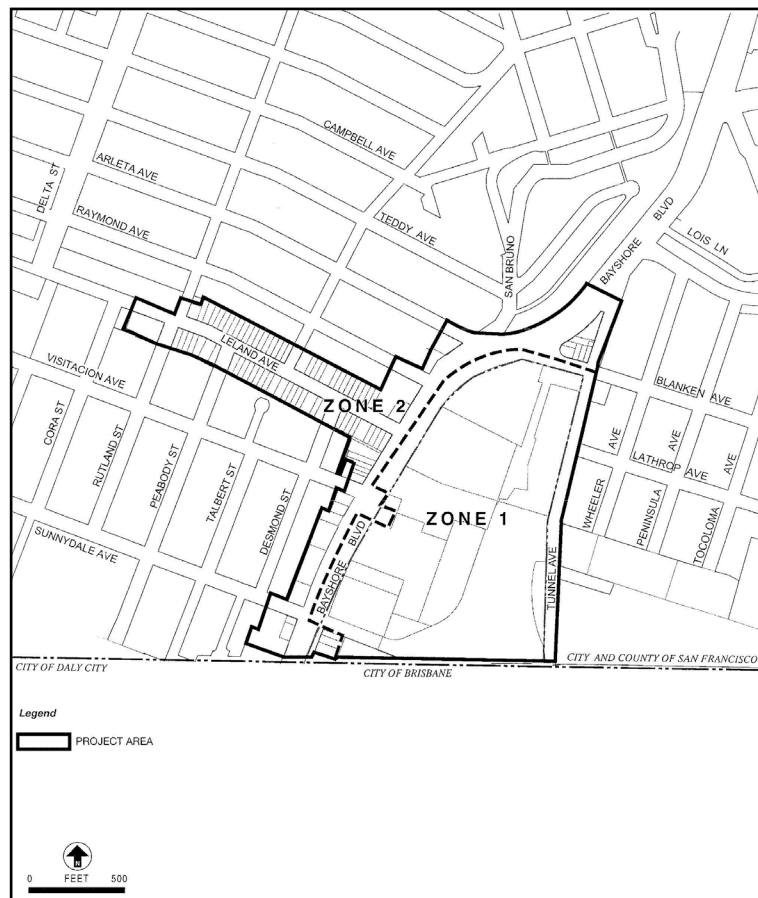 CAMPBELL AVE
ARLETA AVE
DELTA ST
RAYMOND AVE
TEDDY AVE
SAN BRUNO
BAYSHORE BLVD
LOIS LN
LELAND AVE
VISITACION AVE
ZONE 2
BLANKEN AVE
CORA ST
RUTLAND ST
PEABODY ST
TALBERT ST
DESMOND ST
LATHROP AVE
WHEELER AVE
PENINSULA AVE
TOCOLOMA AVE
ZONE 1
SUNNYDALE AVE
BAYSHORE BLVD
TUNNEL AVE
CITY OF DALY CITY
CITY OF BRISBANE
CITY AND COUNTY OF SAN FRANCISCO
Legend
PROJECT AREA
N
0 FEET 500